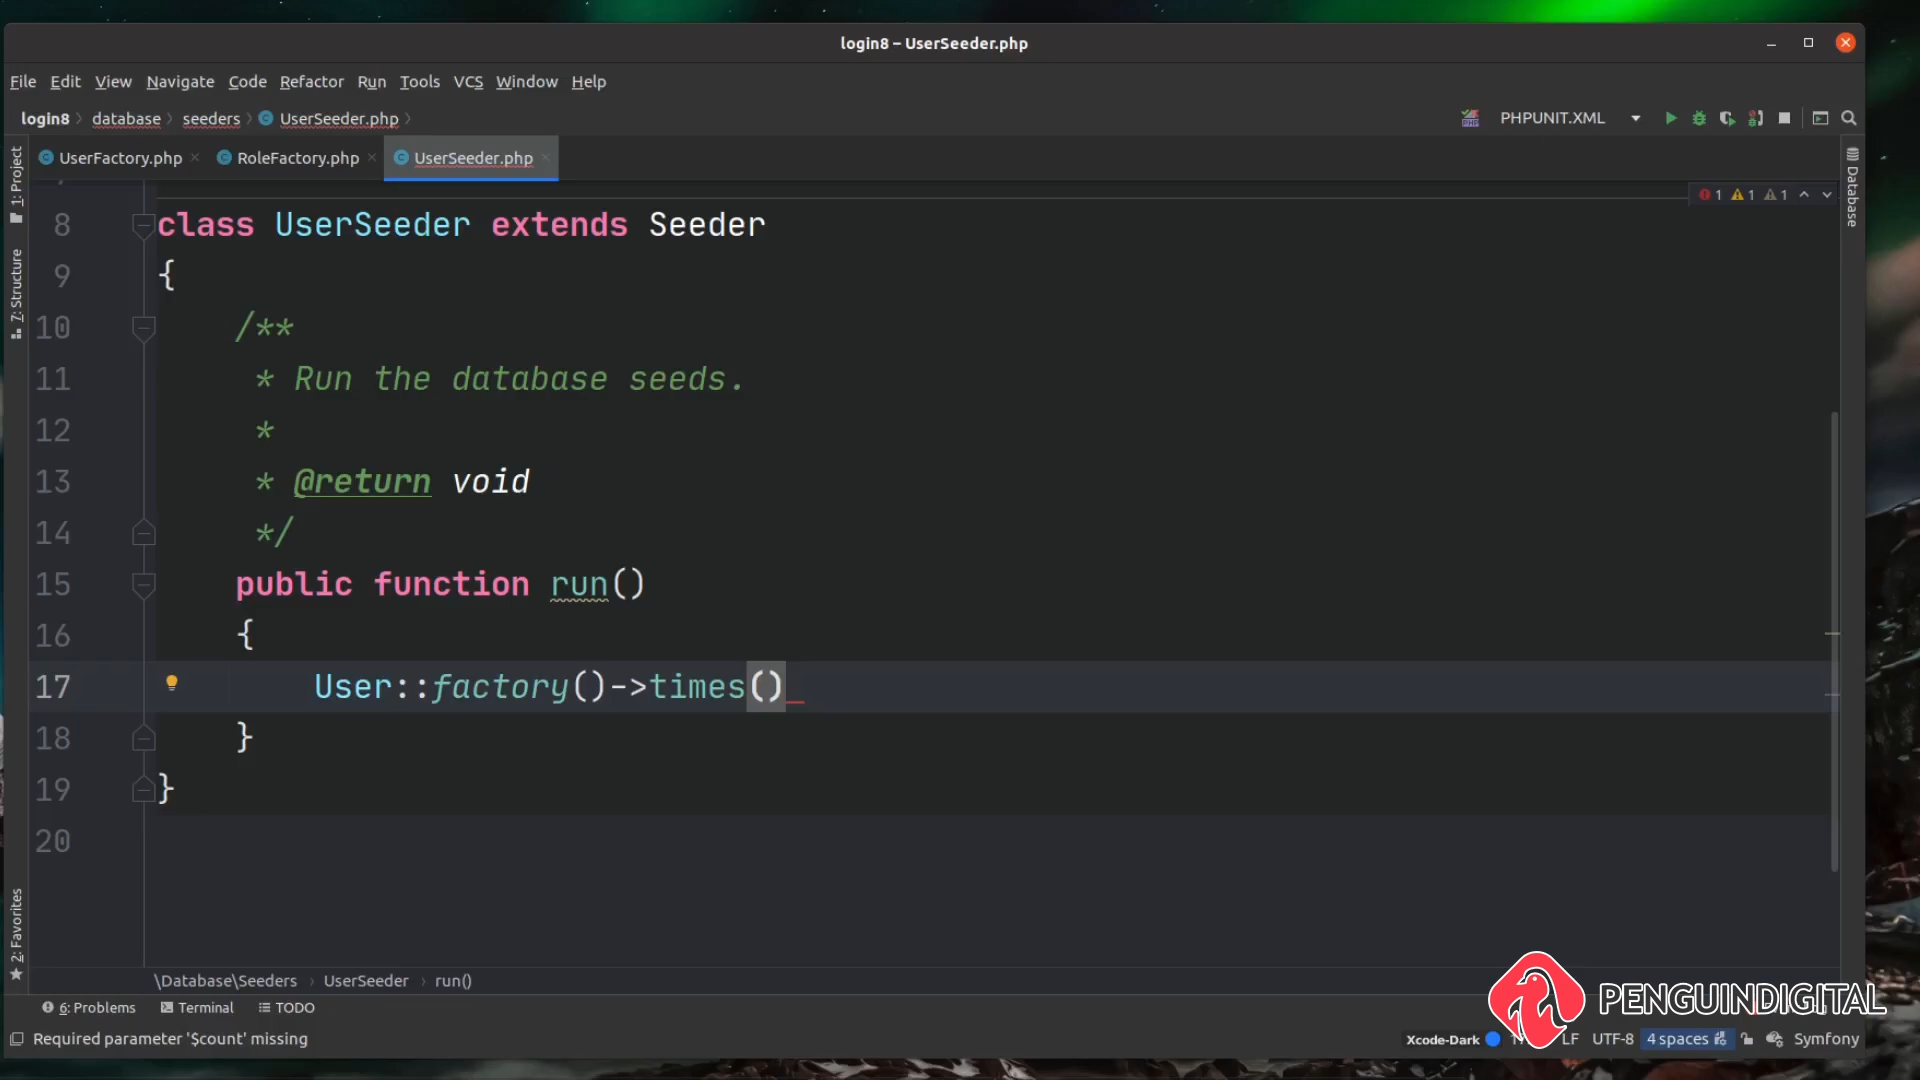 login8 – UserSeeder.php
File Edit View Navigate Code Refactor Run Tools VCS Window Help
login8 database seeders UserSeeder.php PHPUNIT.XML
UserFactory.php RoleFactory.php UserSeeder.php
1: Project
7: Structure
2: Favorites
Database
1 1 1
8 class UserSeeder extends Seeder
9 {
10 /**
11 * Run the database seeds.
12 *
13 * @return void
14 */
15 public function run()
16 {
17 User::factory()->times()
18 }
19 }
20
\Database\Seeders UserSeeder run()
6: Problems Terminal TODO
PENGUINDIGITAL
Required parameter '$count' missing
Xcode-Dark LF UTF-8 4 spaces Symfony